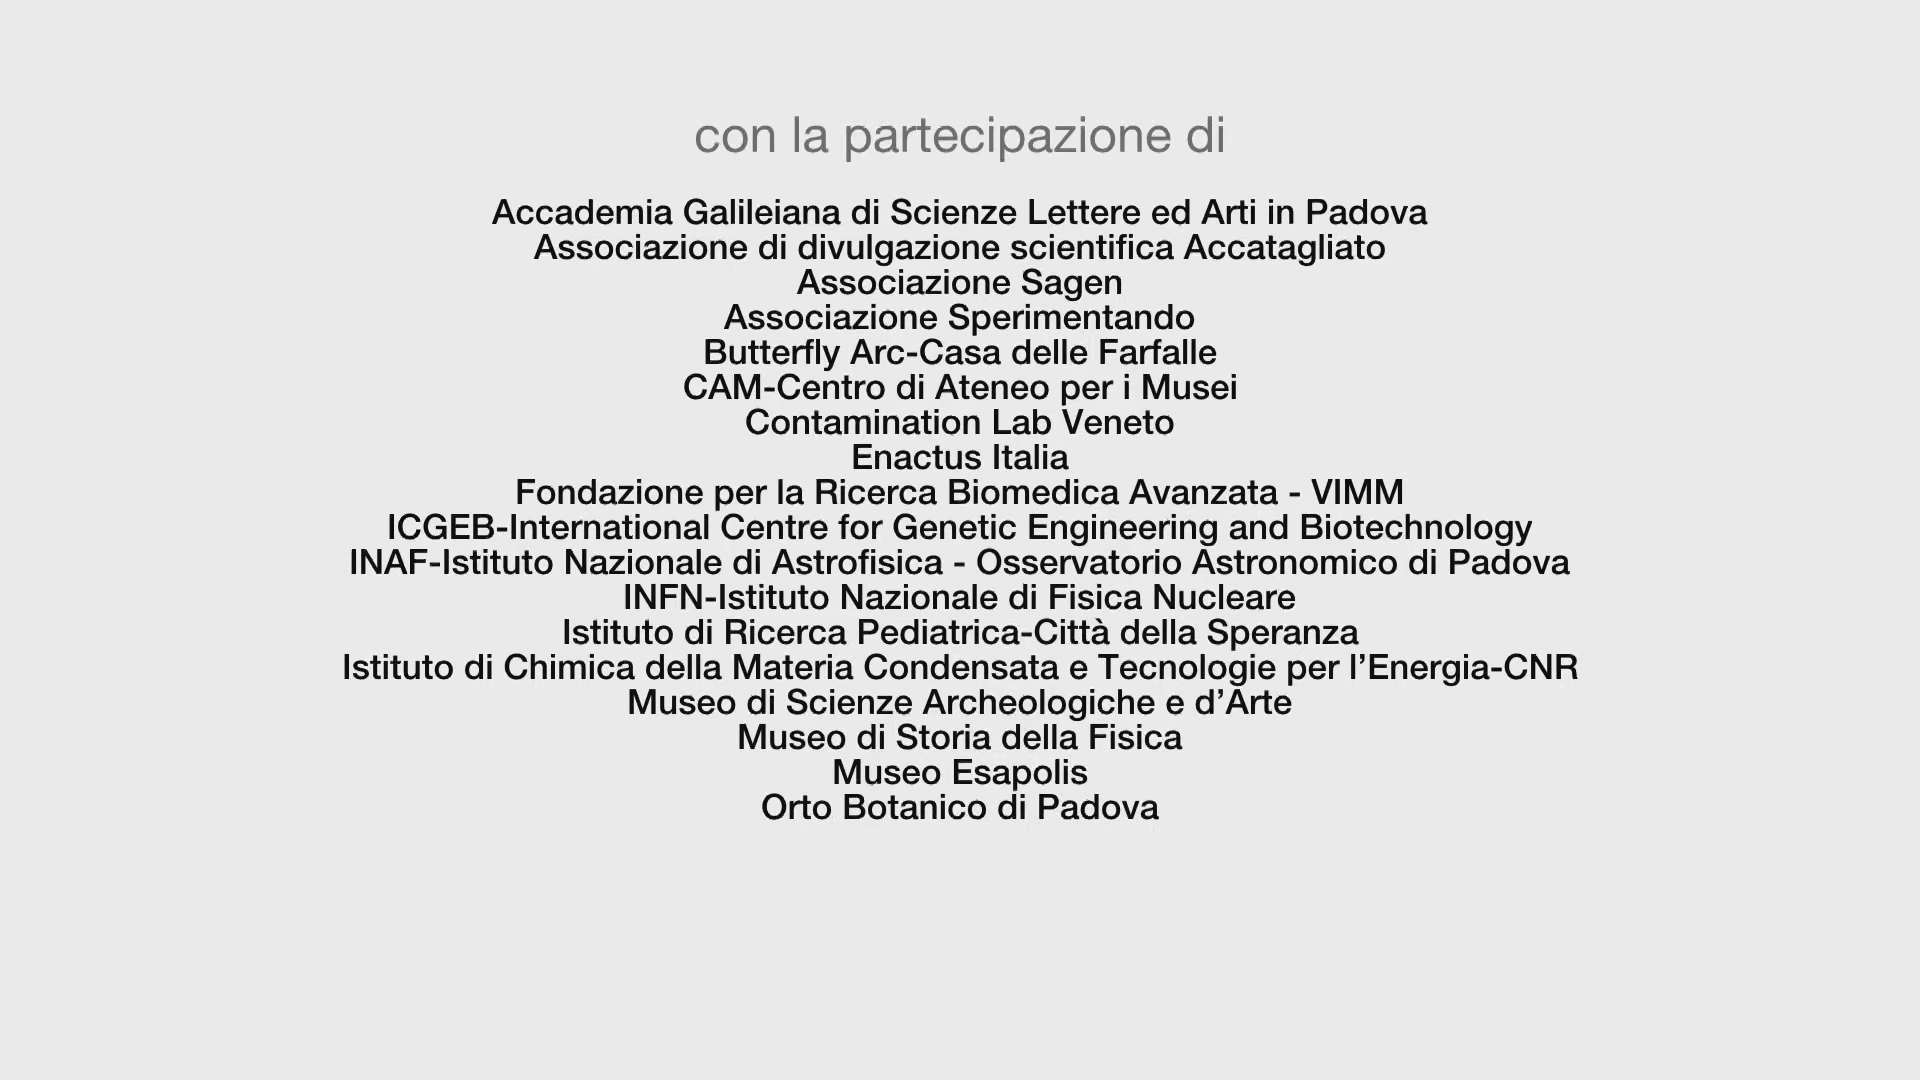 con la partecipazione di
Accademia Galileiana di Scienze Lettere ed Arti in Padova
Associazione di divulgazione scientifica Accatagliato
Associazione Sagen
Associazione Sperimentando
Butterfly Arc-Casa delle Farfalle
CAM-Centro di Ateneo per i Musei
Contamination Lab Veneto
Enactus Italia
Fondazione per la Ricerca Biomedica Avanzata - VIMM
ICGEB-International Centre for Genetic Engineering and Biotechnology
INAF-Istituto Nazionale di Astrofisica - Osservatorio Astronomico di Padova
INFN-Istituto Nazionale di Fisica Nucleare
Istituto di Ricerca Pediatrica-Città della Speranza
Istituto di Chimica della Materia Condensata e Tecnologie per l’Energia-CNR
Museo di Scienze Archeologiche e d’Arte
Museo di Storia della Fisica
Museo Esapolis
Orto Botanico di Padova